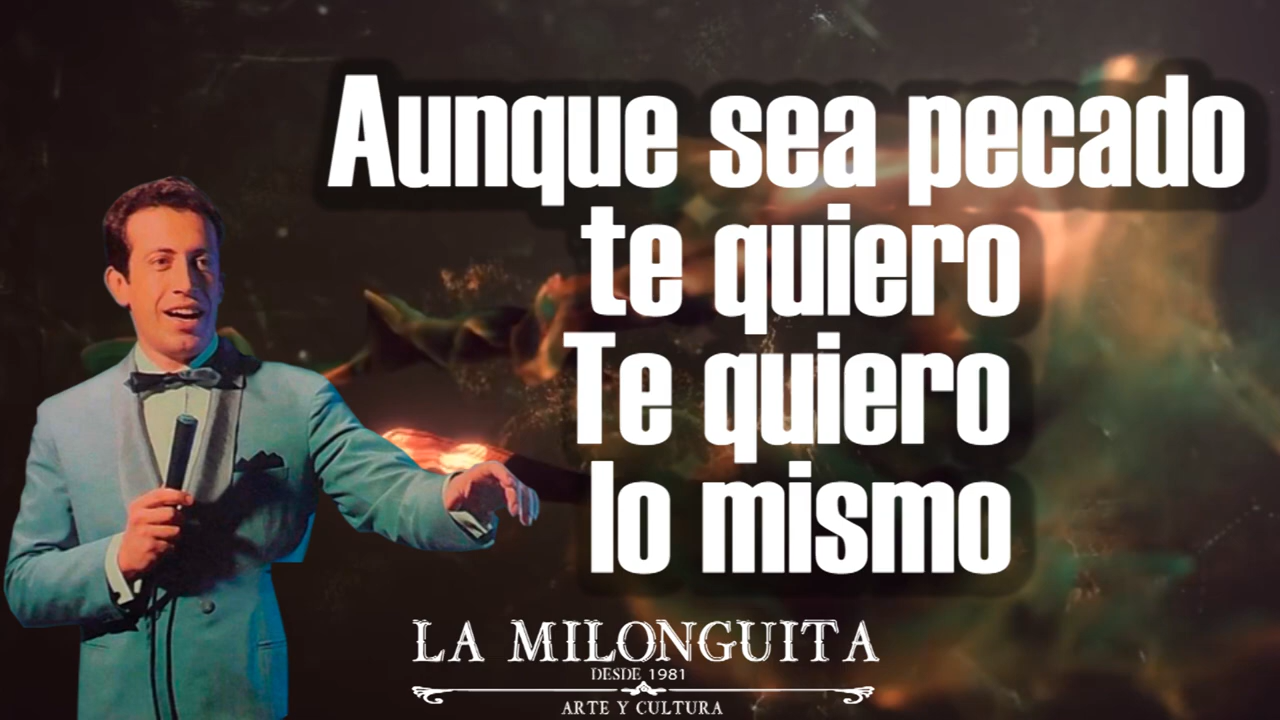 Aunque sea pecado
te quiero
Te quiero
lo mismo
LA MILONGUITA
DESDE 1981
ARTE Y CULTURA